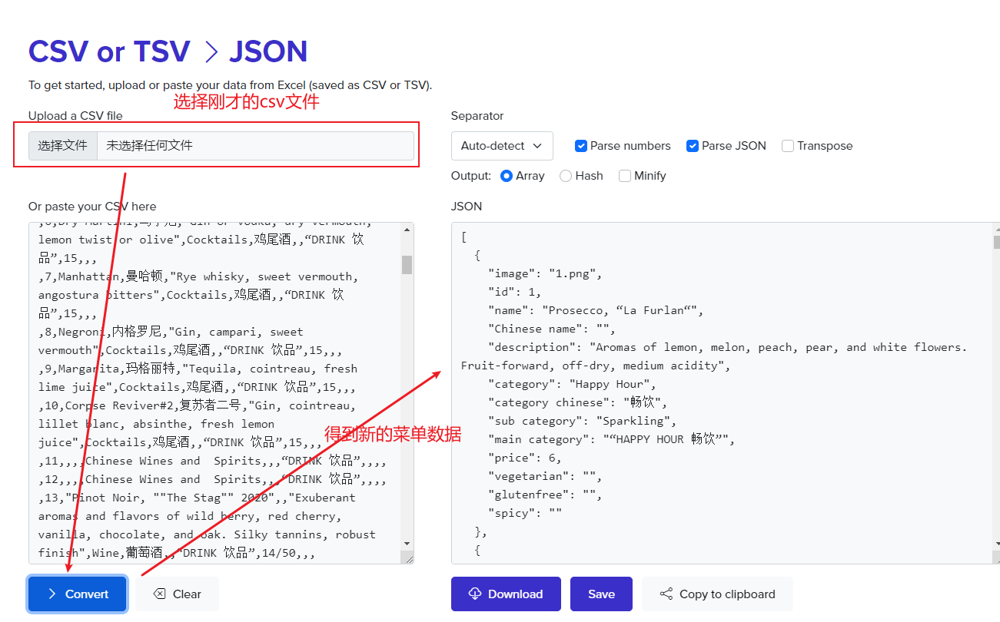 CSV or TSV > JSON
To get started, upload or paste your data from Excel (saved as CSV or TSV).
选择刚才的csv文件
Upload a CSV file
选择文件 未选择任何文件
Separator
Auto-detect Parse numbers Parse JSON Transpose
Output: Array Hash Minify
Or paste your CSV here
lemon twist or olive",Cocktails,鸡尾酒,,“DRINK 饮
品”,15,,,
,7,Manhattan,曼哈顿,"Rye whisky, sweet vermouth,
angostura bitters",Cocktails,鸡尾酒,,“DRINK 饮
品”,15,,,
,8,Negroni,内格罗尼,"Gin, campari, sweet
vermouth",Cocktails,鸡尾酒,,“DRINK 饮品”,15,,,
,9,Margarita,玛格丽特,"Tequila, cointreau, fresh
lime juice",Cocktails,鸡尾酒,,“DRINK 饮品”,15,,,
,10,Corpse Reviver#2,复苏者二号,"Gin, cointreau,
lillet blanc, absinthe, fresh lemon
juice",Cocktails,鸡尾酒,,“DRINK 饮品”,15,,,
,11,,,,Chinese Wines and  Spirits,,,“DRINK 饮品”,,,,
,12,,,,Chinese Wines and  Spirits,,,“DRINK 饮品”,,,,
,13,"Pinot Noir, ""The Stag"" 2020",,"Exuberant
aromas and flavors of wild berry, red cherry,
vanilla, chocolate, and oak. Silky tannins, robust
finish",Wine,葡萄酒,,“DRINK 饮品”,14/50,,,
得到新的菜单数据
Convert Clear
JSON
[
{
"image": "1.png",
"id": 1,
"name": "Prosecco, “La Furlan“",
"Chinese name": "",
"description": "Aromas of lemon, melon, peach, pear, and white flowers.
Fruit-forward, off-dry, medium acidity",
"category": "Happy Hour",
"category chinese": "畅饮",
"sub category": "Sparkling",
"main category": "“HAPPY HOUR 畅饮”",
"price": 6,
"vegetarian": "",
"glutenfree": "",
"spicy": ""
},
{
Download Save Copy to clipboard